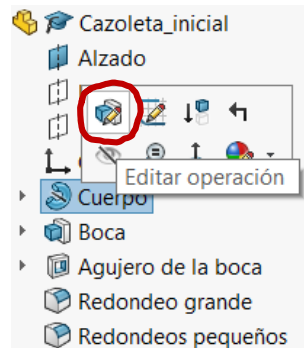 Cazoleta_inicial
Alzado
Editar operación
Cuerpo
Boca
Agujero de la boca
Redondeo grande
Redondeos pequeños